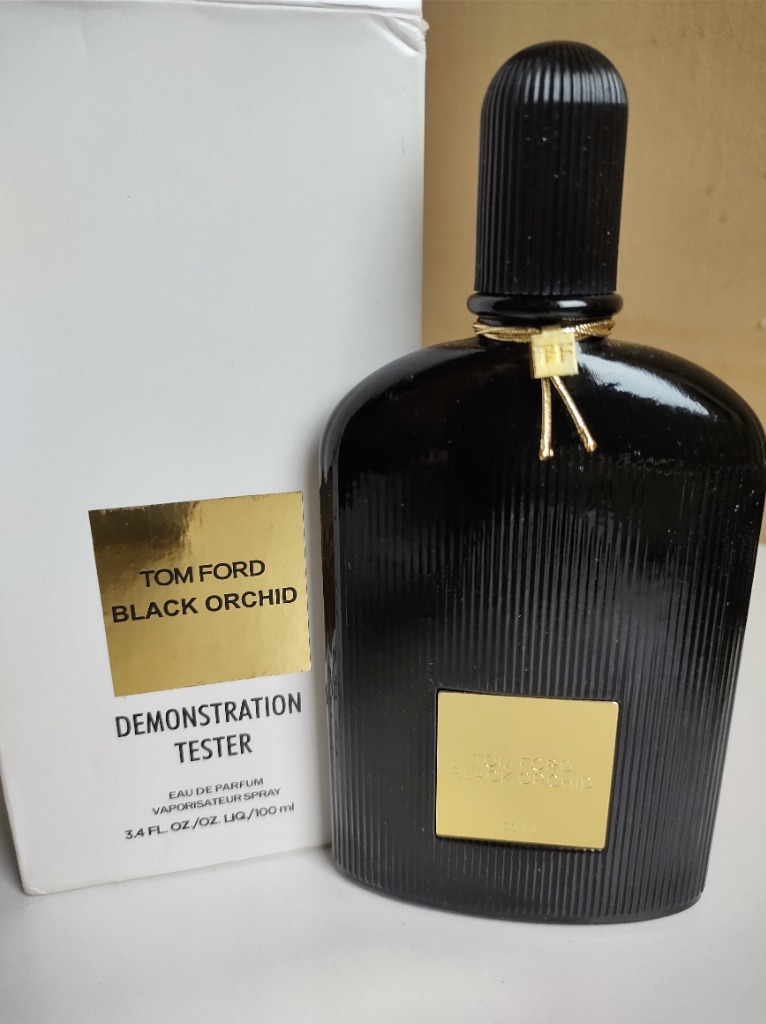 TOM FORD
BLACK ORCHID
DEMONSTRATION
TESTER
EAU DE PARFUM
VAPORISATEUR SPRAY
3.4 FL. OZ./OZ. LIQ./100 ml
TF
TOM FORD
BLACK ORCHID